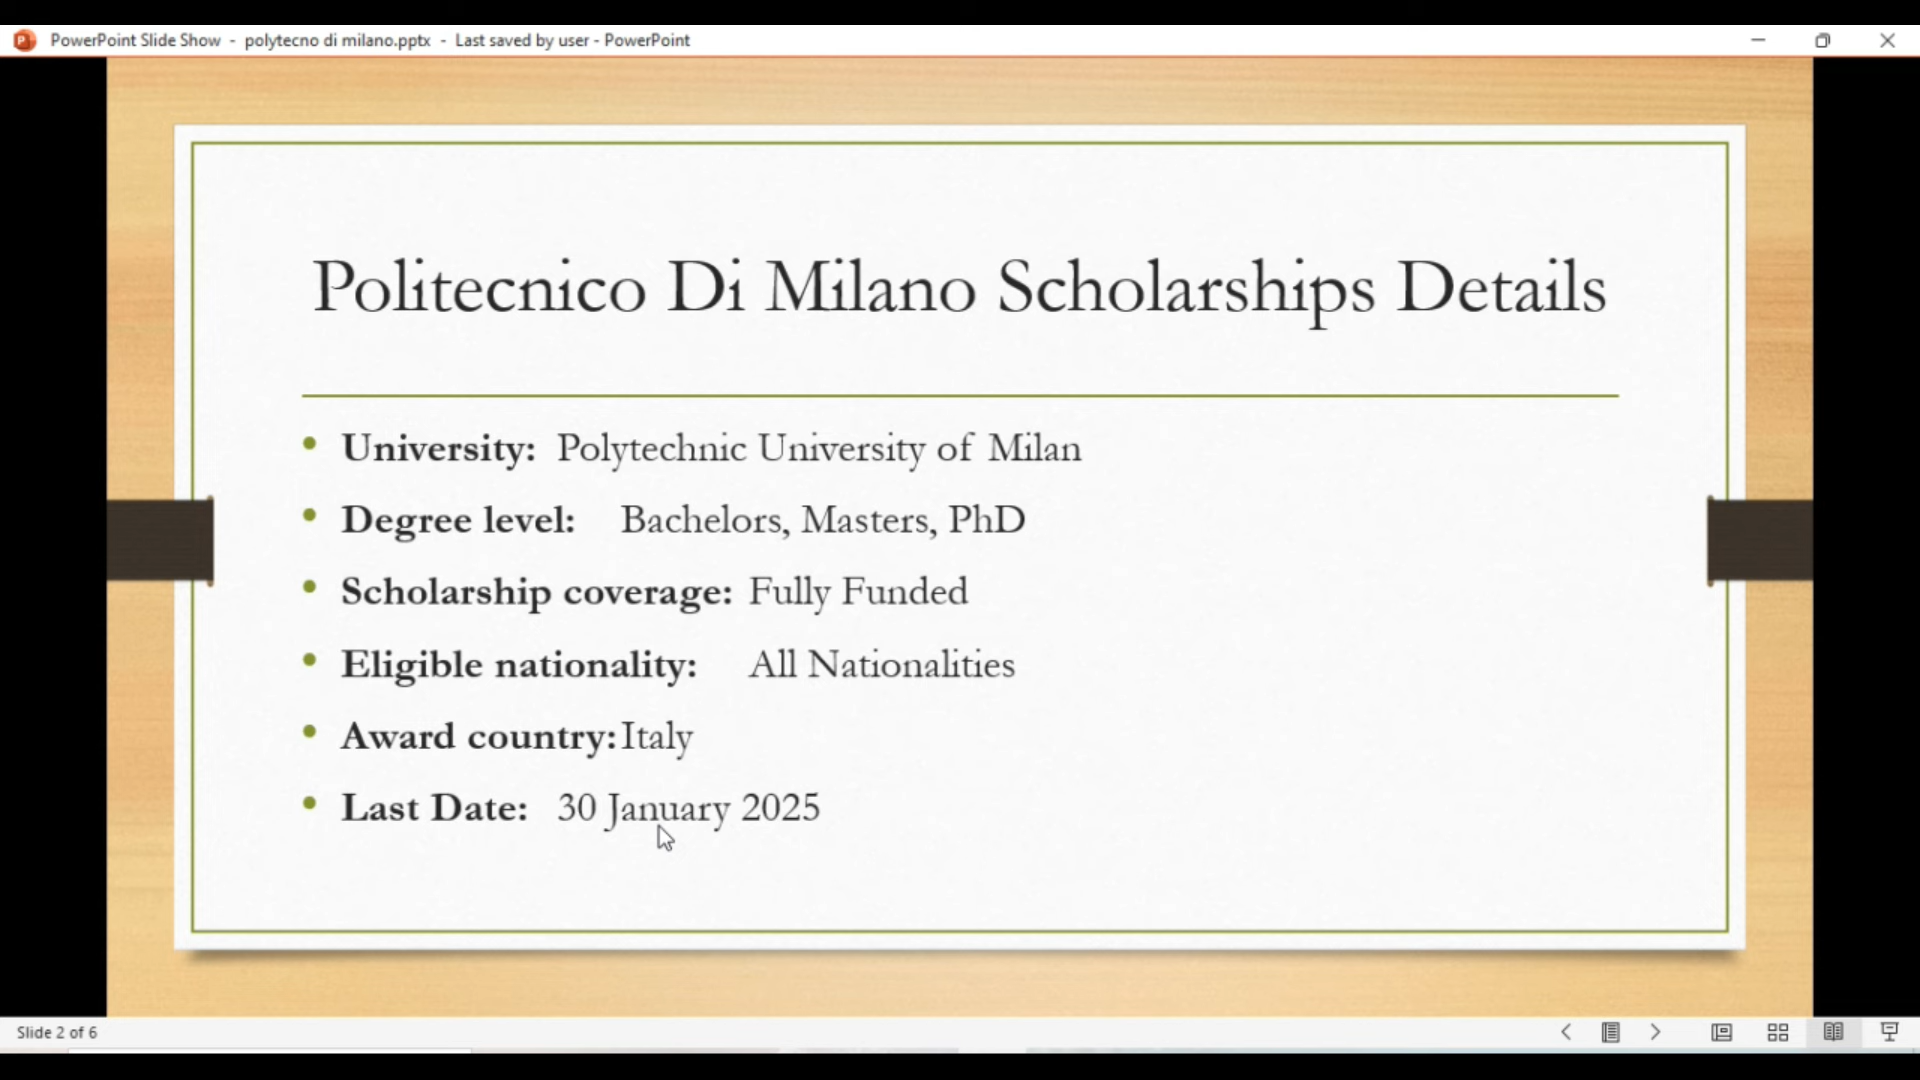 PowerPoint Slide Show - polytecno di milano.pptx - Last saved by user - PowerPoint
Politecnico Di Milano Scholarships Details
• University: Polytechnic University of Milan
• Degree level: Bachelors, Masters, PhD
• Scholarship coverage: Fully Funded
• Eligible nationality: All Nationalities
• Award country: Italy
• Last Date: 30 January 2025
Slide 2 of 6